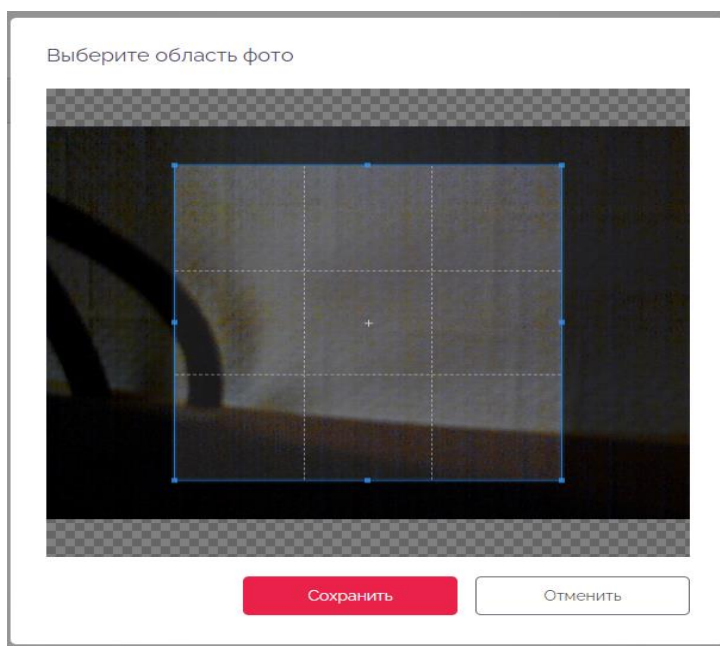 Выберите область фото
Сохранить
Отменить